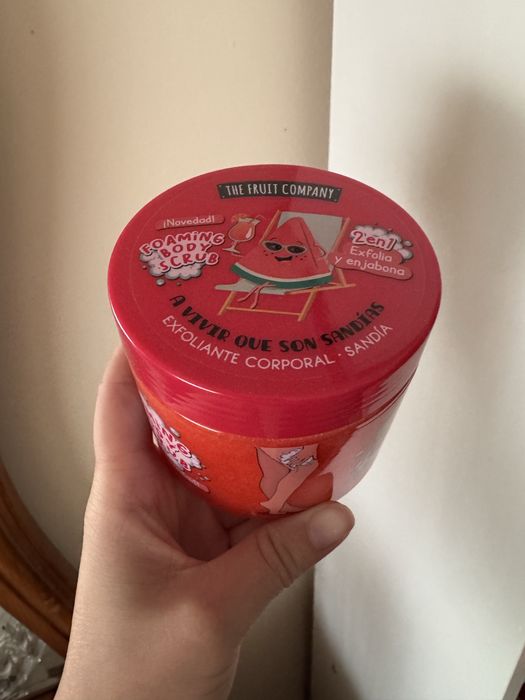 THE FRUIT COMPANY
¡Novedad!
FOAMING
BODY
SCRUB
2en1
Exfolia
y enjabona
A VIVIR QUE SON SANDÍAS
EXFOLIANTE CORPORAL · SANDÍA